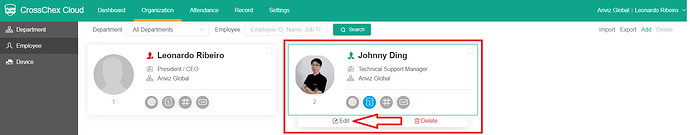 CrossChex Cloud
Dashboard Organization Attendance Record Settings
Anviz Global | Leonardo Ribeiro
Department
Employee
Device
Department All Departments Employee Employee ID, Name, Job Tr Search
Import Export Add Delete
Leonardo Ribeiro
President / CEO
Anviz Global
1
Johnny Ding
Technical Support Manager
Anviz Global
2
Edit Delete